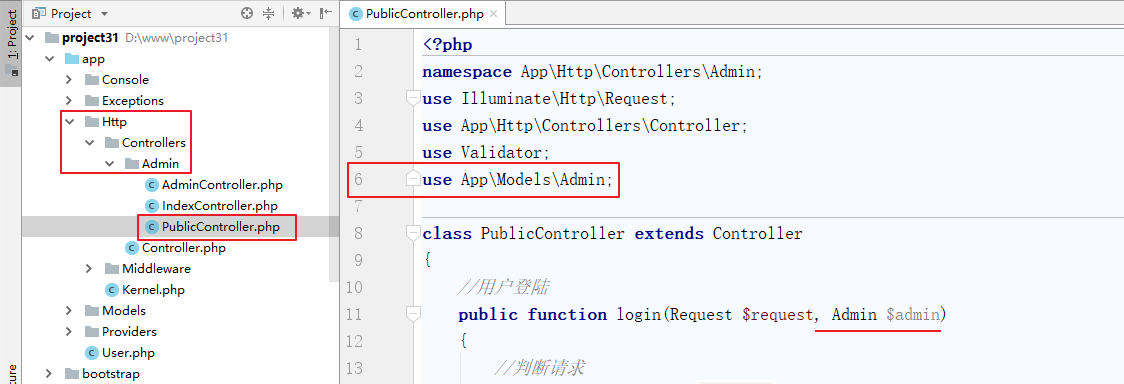 1: Project
Project
project31 D:\www\project31
app
Console
Exceptions
Http
Controllers
Admin
AdminController.php
IndexController.php
PublicController.php
Controller.php
Middleware
Kernel.php
Models
Providers
User.php
bootstrap
PublicController.php
1 <?php
2 namespace App\Http\Controllers\Admin;
3 use Illuminate\Http\Request;
4 use App\Http\Controllers\Controller;
5 use Validator;
6 use App\Models\Admin;
7
8 class PublicController extends Controller
9 {
10 //用户登陆
11 public function login(Request $request, Admin $admin)
12 {
13 //判断请求